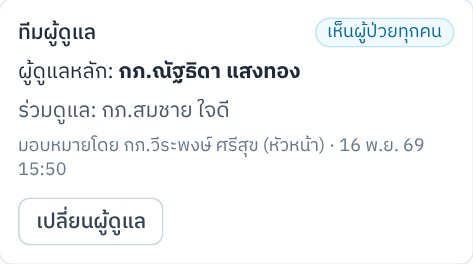 ทีมผู้ดูแล
เห็นผู้ป่วยทุกคน
ผู้ดูแลหลัก: กภ.ณัฐธิดา แสงทอง
ร่วมดูแล: กภ.สมชาย ใจดี
มอบหมายโดย กภ.วีระพงษ์ ศรีสุข (หัวหน้า) · 16 พ.ย. 69
15:50
เปลี่ยนผู้ดูแล